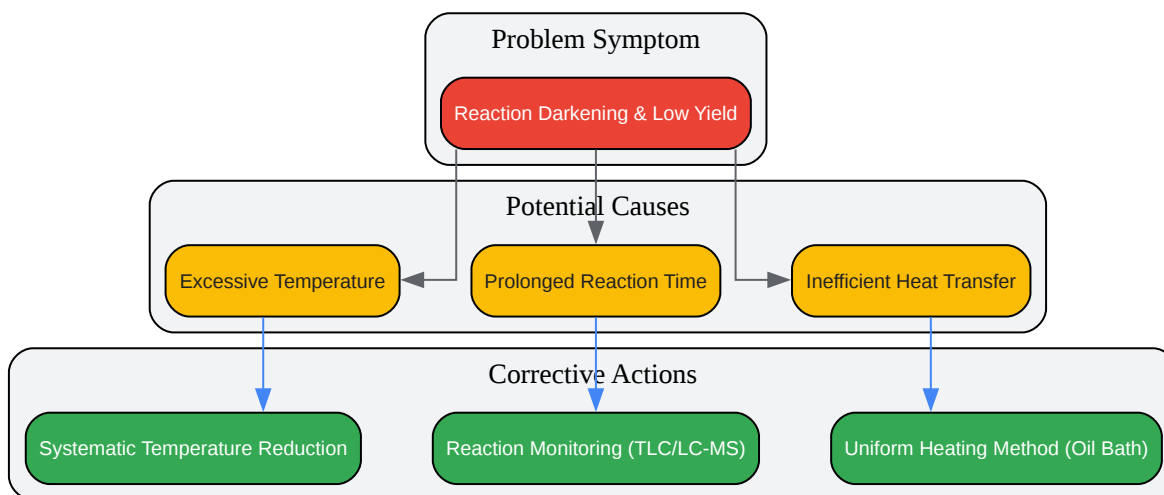 Problem Symptom
Reaction Darkening & Low Yield
Potential Causes
Excessive Temperature
Prolonged Reaction Time
Inefficient Heat Transfer
Corrective Actions
Systematic Temperature Reduction
Reaction Monitoring (TLC/LC-MS)
Uniform Heating Method (Oil Bath)